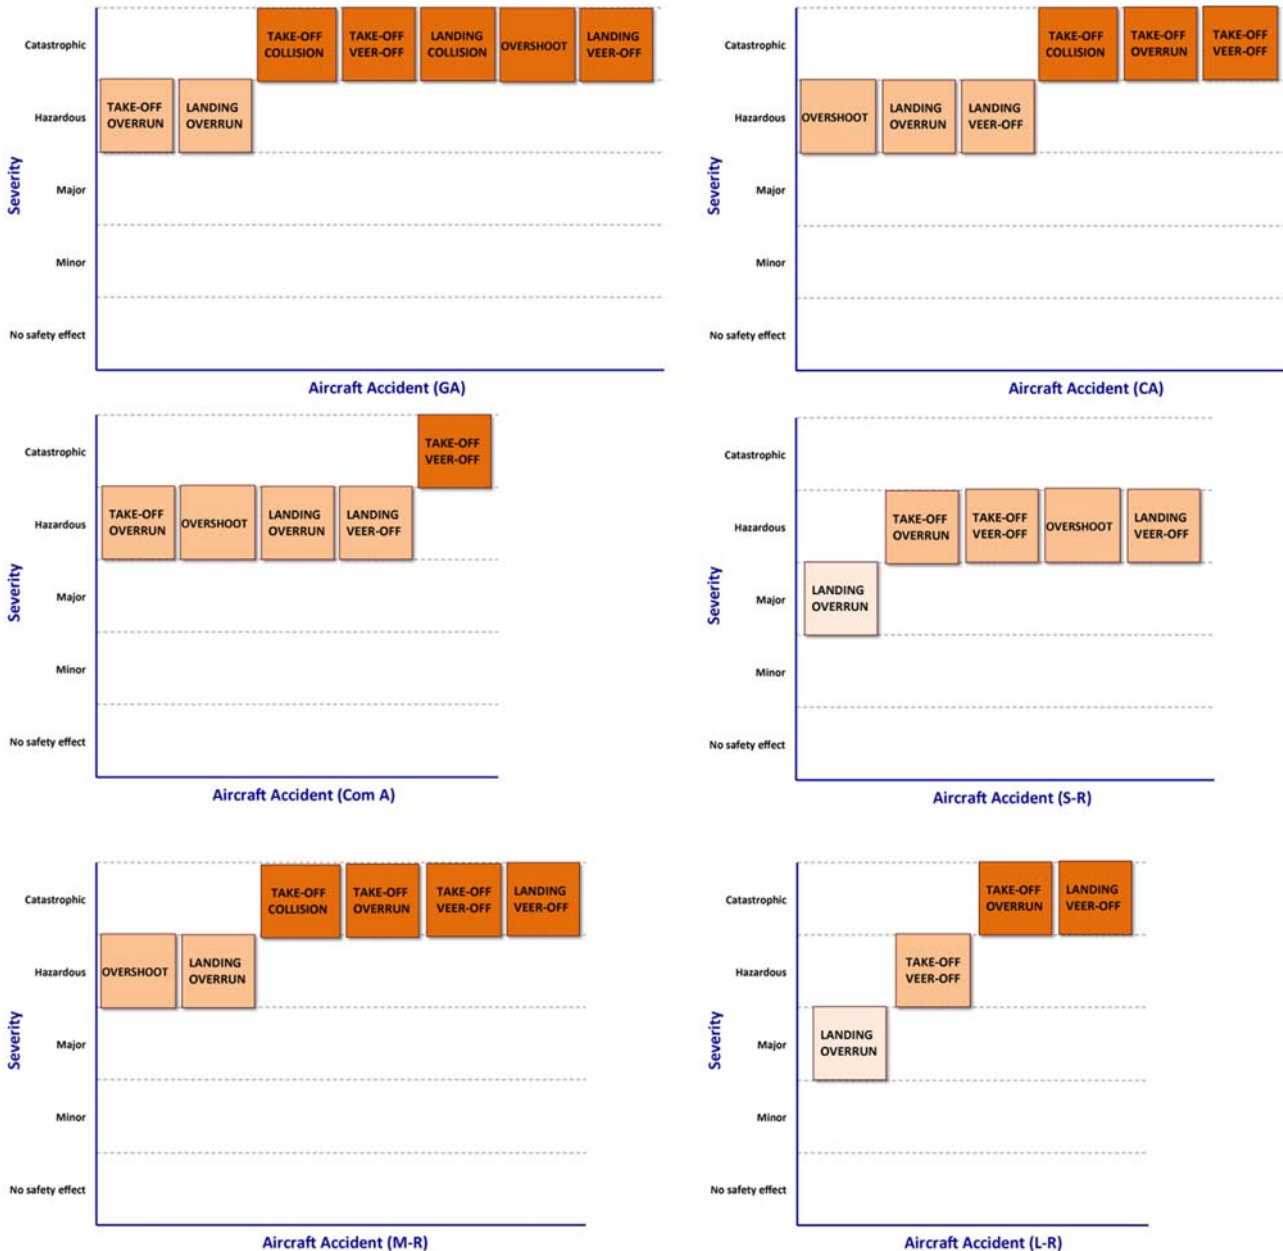 Catastrophic
TAKE-OFF
COLLISION
TAKE-OFF
VEER-OFF
LANDING
COLLISION
OVERSHOOT
LANDING
VEER-OFF
Hazardous
TAKE-OFF
OVERRUN
LANDING
OVERRUN
Major
Minor
No safety effect
Severity
Aircraft Accident (GA)
Catastrophic
TAKE-OFF
COLLISION
TAKE-OFF
OVERRUN
TAKE-OFF
VEER-OFF
Hazardous
OVERSHOOT
LANDING
OVERRUN
LANDING
VEER-OFF
Major
Minor
No safety effect
Severity
Aircraft Accident (CA)
Catastrophic
TAKE-OFF
VEER-OFF
Hazardous
TAKE-OFF
OVERRUN
OVERSHOOT
LANDING
OVERRUN
LANDING
VEER-OFF
Major
Minor
No safety effect
Severity
Aircraft Accident (Com A)
Catastrophic
Hazardous
TAKE-OFF
OVERRUN
TAKE-OFF
VEER-OFF
OVERSHOOT
LANDING
VEER-OFF
Major
LANDING
OVERRUN
Minor
No safety effect
Severity
Aircraft Accident (S-R)
Catastrophic
TAKE-OFF
COLLISION
TAKE-OFF
OVERRUN
TAKE-OFF
VEER-OFF
LANDING
VEER-OFF
Hazardous
OVERSHOOT
LANDING
OVERRUN
Major
Minor
No safety effect
Severity
Aircraft Accident (M-R)
Catastrophic
TAKE-OFF
OVERRUN
LANDING
VEER-OFF
Hazardous
TAKE-OFF
VEER-OFF
Major
LANDING
OVERRUN
Minor
No safety effect
Severity
Aircraft Accident (L-R)